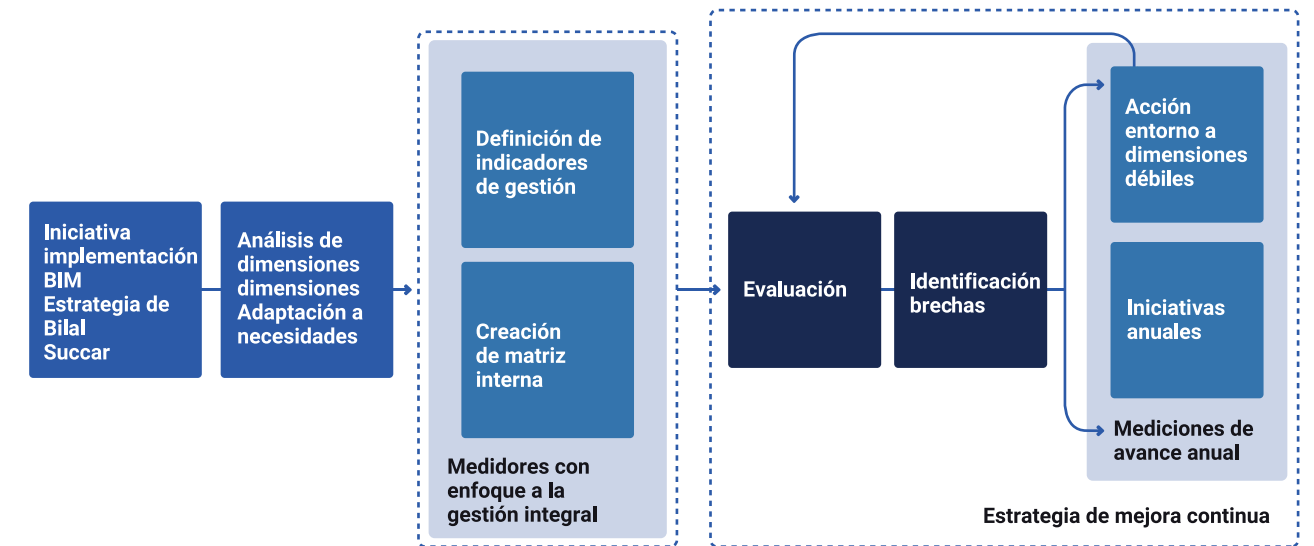 Iniciativa
implementación
BIM
Estrategia de
Bilal
Succar
Análisis de
dimensiones
dimensiones
Adaptación a
necesidades
Definición de
indicadores
de gestión
Creación
de matriz
interna
Medidores con
enfoque a la
gestión integral
Evaluación
Identificación
brechas
Acción
entorno a
dimensiones
débiles
Iniciativas
anuales
Mediciones de
avance anual
Estrategia de mejora continua